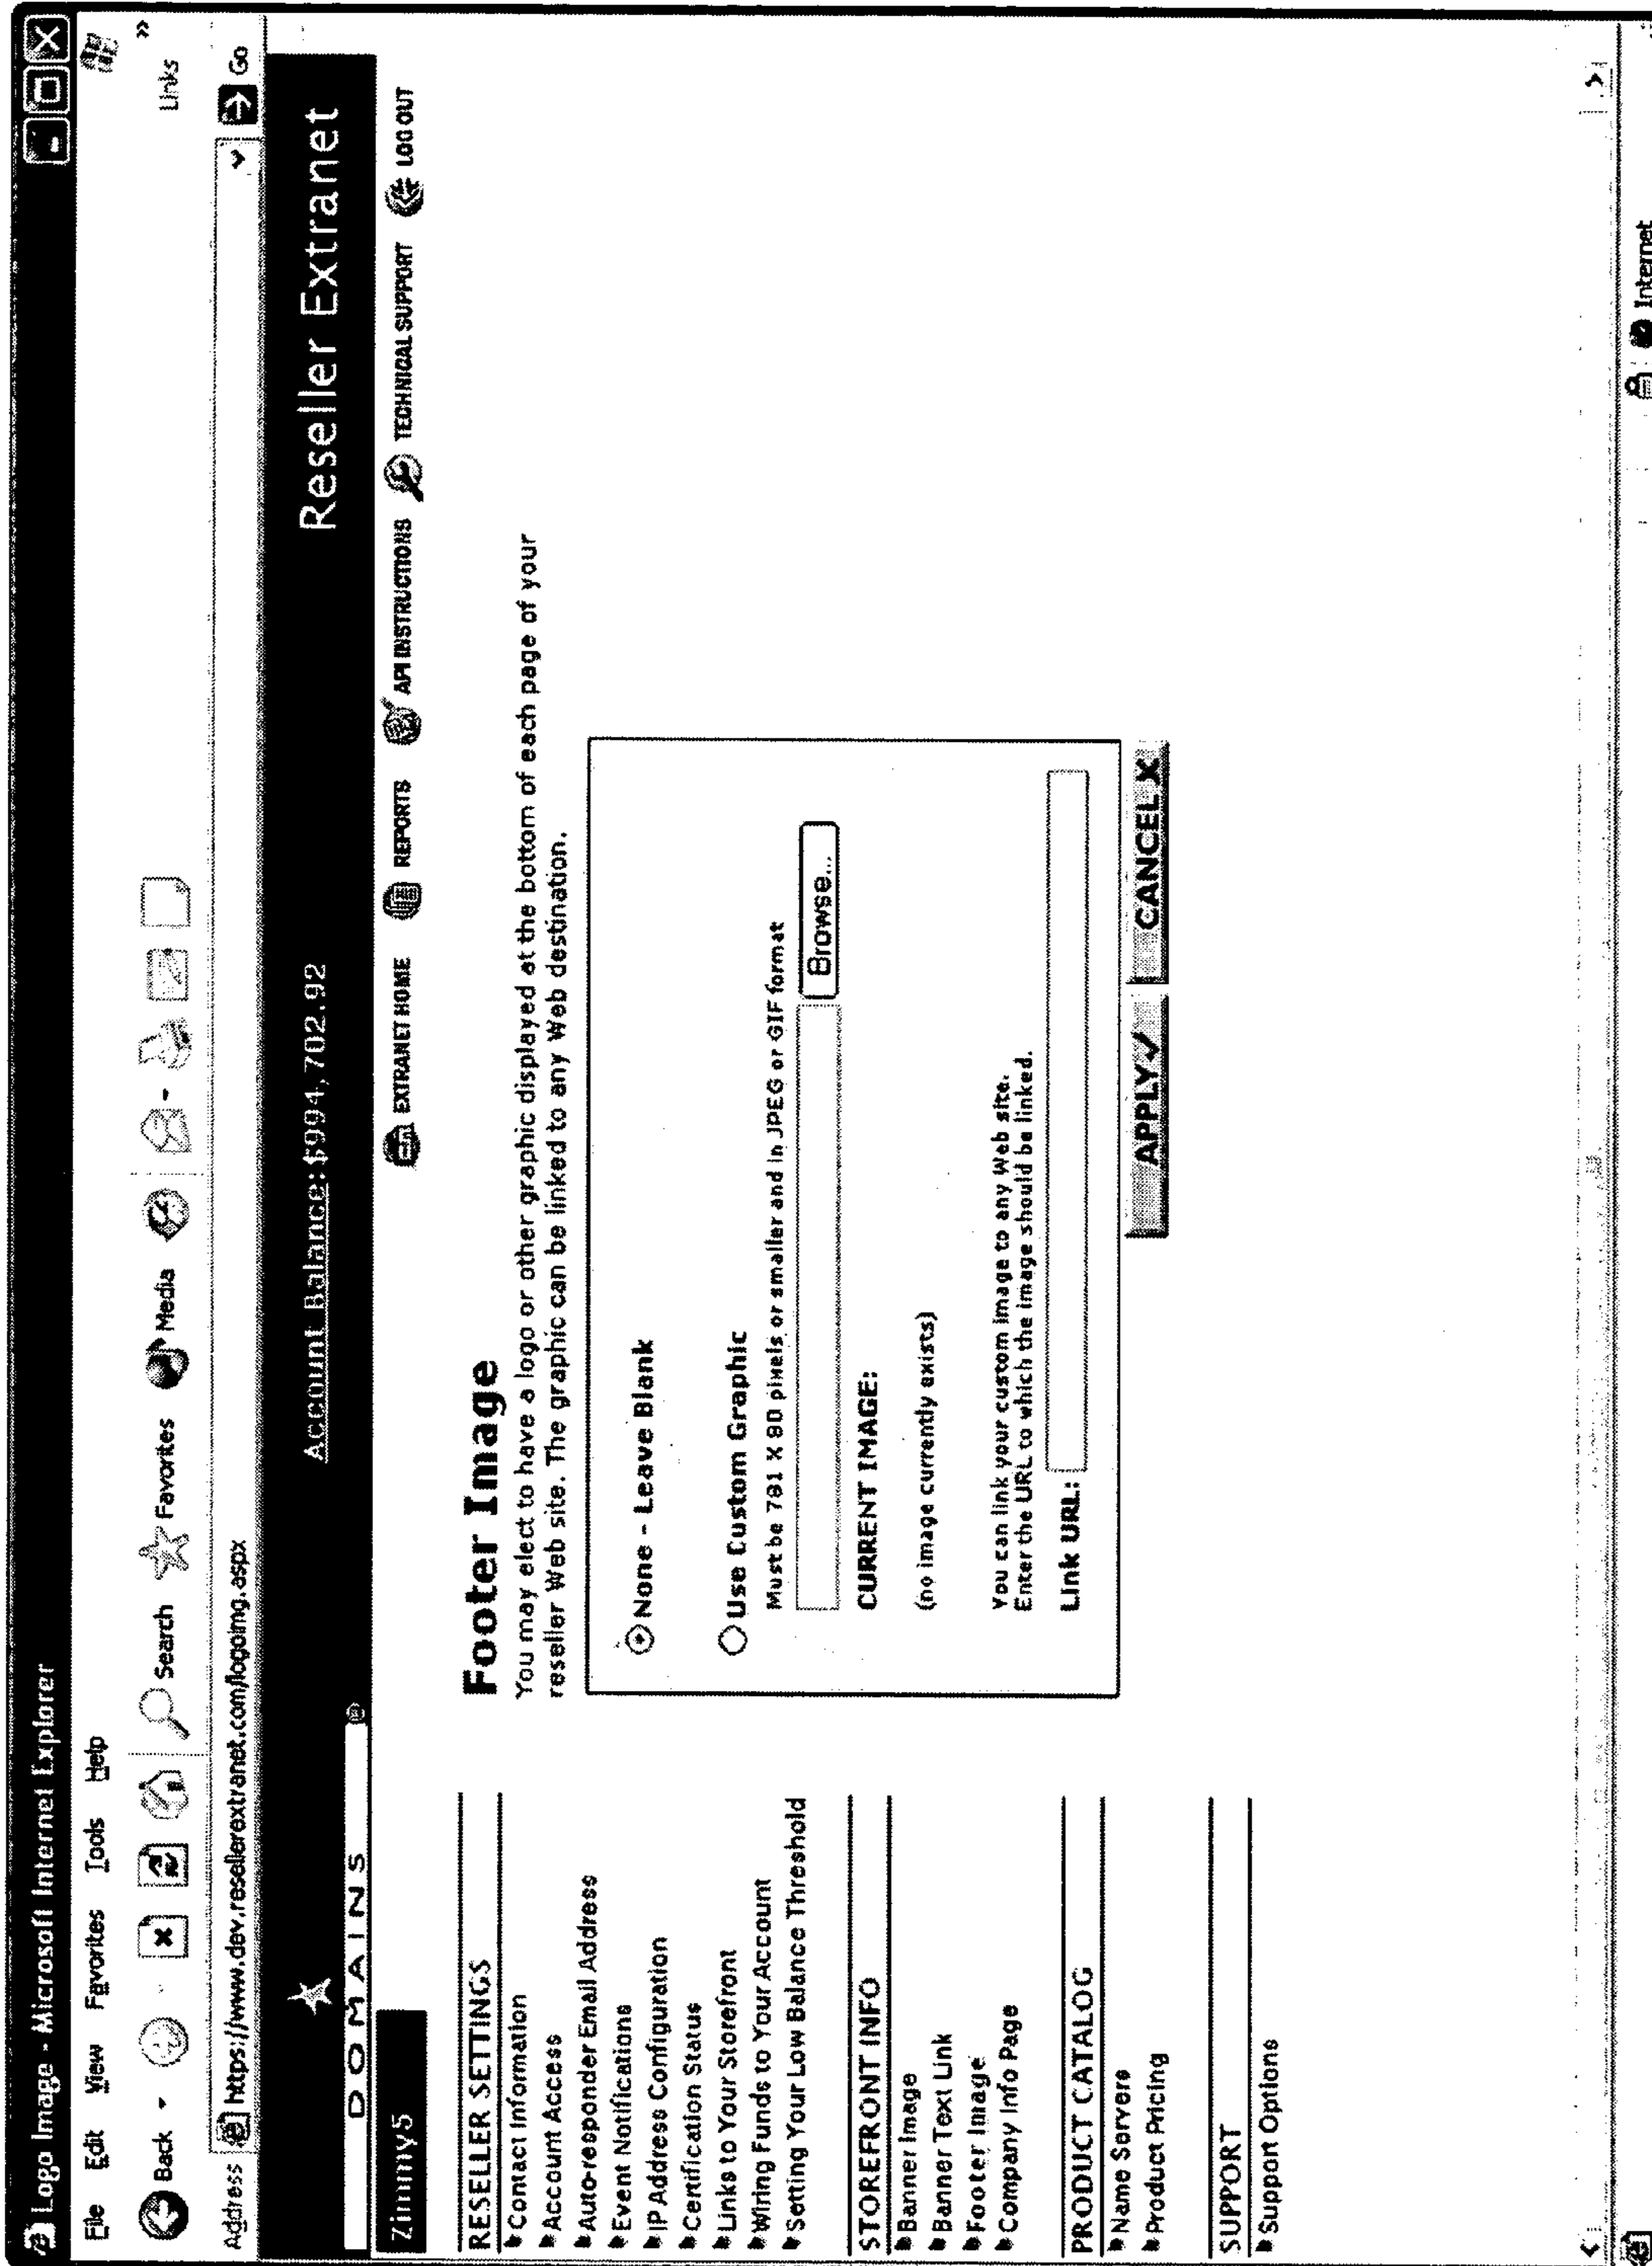 Logo Image - Microsoft Internet Explorer
File Edit View Favorites Tools Help
Back Search Favorites Media Links »
Address https://www.dev.resellerextranet.com/logoimg.aspx Go
DOMAINS
Account Balance:$994,702.92
Reseller Extranet
Zimmy5
EXTRANET HOME REPORTS API INSTRUCTIONS TECHNICAL SUPPORT LOG OUT
RESELLER SETTINGS
Contact Information
Account Access
Auto-responder Email Address
Event Notifications
IP Address Configuration
Certification Status
Links to Your Storefront
Wiring Funds to Your Account
Setting Your Low Balance Threshold
STOREFRONT INFO
Banner Image
Banner Text Link
Footer Image
Company Info Page
PRODUCT CATALOG
Name Servers
Product Pricing
SUPPORT
Support Options
Footer Image
You may elect to have a logo or other graphic displayed at the bottom of each page of your
reseller Web site. The graphic can be linked to any Web destination.
None - Leave Blank
Use Custom Graphic
Must be 781 X 80 pixels or smaller and in JPEG or GIF format
Browse...
CURRENT IMAGE:
(no image currently exists)
You can link your custom image to any Web site.
Enter the URL to which the image should be linked.
Link URL:
APPLY CANCEL X
Internet